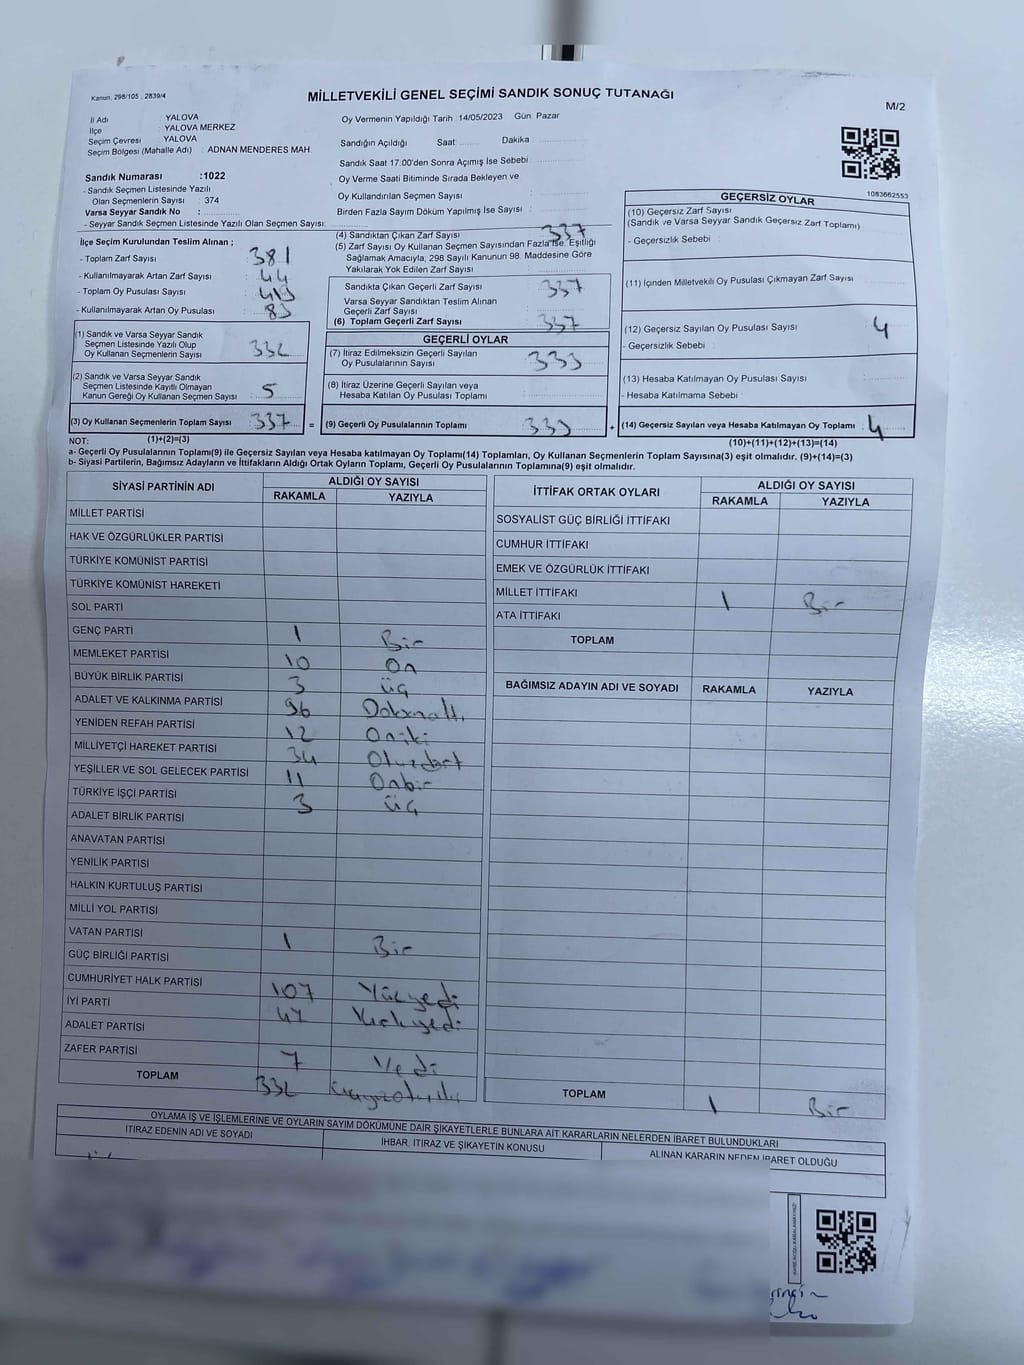 Kanun, 298/105 , 2839/4
MİLLETVEKİLİ GENEL SEÇİMİ SANDIK SONUÇ TUTANAĞI
M/2
İl Adı : YALOVA
İlçe : YALOVA MERKEZ
Seçim Çevresi : YALOVA
Seçim Bölgesi (Mahalle Adı) : ADNAN MENDERES MAH.
Oy Vermenin Yapıldığı Tarih : 14/05/2023 Gün: Pazar
Sandığın Açıldığı Saat: Dakika :
Sandık Saat 17:00'den Sonra Açımış İse Sebebi :
Oy Verme Saati Bitiminde Sırada Bekleyen ve
Oy Kullandırılan Seçmen Sayısı :
Birden Fazla Sayım Döküm Yapılmış İse Sayısı :
1083662553
Sandık Numarası :1022
- Sandık Seçmen Listesinde Yazılı
Olan Seçmenlerin Sayısı : 374
Varsa Seyyar Sandık No :
- Seyyar Sandık Seçmen Listesinde Yazılı Olan Seçmen Sayısı:
İlçe Seçim Kurulundan Teslim Alınan ;
- Toplam Zarf Sayısı : 381
- Kullanılmayarak Artan Zarf Sayısı : 44
- Toplam Oy Pusulası Sayısı :
- Kullanılmayarak Artan Oy Pusulası :
(1) Sandık ve Varsa Seyyar Sandık
Seçmen Listesinde Yazılı Olup
Oy Kullanan Seçmenlerin Sayısı : 332
(2) Sandık ve Varsa Seyyar Sandık
Seçmen Listesinde Kayıtlı Olmayan
Kanun Gereği Oy Kullanan Seçmen Sayısı : 5
(3) Oy Kullanan Seçmenlerin Toplam Sayısı : 337
(4) Sandıktan Çıkan Zarf Sayısı : 337
(5) Zarf Sayısı Oy Kullanan Seçmen Sayısından Fazla İse, Eşitliği
Sağlamak Amacıyla, 298 Sayılı Kanunun 98. Maddesine Göre
Yakılarak Yok Edilen Zarf Sayısı :
Sandıkta Çıkan Geçerli Zarf Sayısı : 337
Varsa Seyyar Sandıktan Teslim Alınan
Geçerli Zarf Sayısı :
(6) Toplam Geçerli Zarf Sayısı : 337
GEÇERLİ OYLAR
(7) İtiraz Edilmeksizin Geçerli Sayılan
Oy Pusulalarının Sayısı : 333
(8) İtiraz Üzerine Geçerli Sayılan veya
Hesaba Katılan Oy Pusulası Toplamı :
= (9) Geçerli Oy Pusulalarının Toplamı : 333
GEÇERSİZ OYLAR
(10) Geçersiz Zarf Sayısı
(Sandık ve Varsa Seyyar Sandık Geçersiz Zarf Toplamı) :
- Geçersizlik Sebebi :
(11) İçinden Milletvekili Oy Pusulası Çıkmayan Zarf Sayısı :
(12) Geçersiz Sayılan Oy Pusulası Sayısı : 4
- Geçersizlik Sebebi :
(13) Hesaba Katılmayan Oy Pusulası Sayısı :
- Hesaba Katılmama Sebebi :
+ (14) Geçersiz Sayılan veya Hesaba Katılmayan Oy Toplamı : 4
NOT: (1)+(2)=(3)
(10)+(11)+(12)+(13)=(14)
a- Geçerli Oy Pusulalarının Toplamı(9) ile Geçersiz Sayılan veya Hesaba katılmayan Oy Toplamı(14) Toplamları, Oy Kullanan Seçmenlerin Toplam Sayısına(3) eşit olmalıdır. (9)+(14)=(3)
b- Siyasi Partilerin, Bağımsız Adayların ve İttifakların Aldığı Ortak Oyların Toplamı, Geçerli Oy Pusulalarının Toplamına(9) eşit olmalıdır.
SİYASİ PARTİNİN ADI
ALDIĞI OY SAYISI
RAKAMLA YAZIYLA
MİLLET PARTİSİ
HAK VE ÖZGÜRLÜKLER PARTİSİ
TÜRKİYE KOMÜNİST PARTİSİ
TÜRKİYE KOMÜNİST HAREKETİ
SOL PARTİ
GENÇ PARTİ 1 Bir
MEMLEKET PARTİSİ 10 On
BÜYÜK BİRLİK PARTİSİ 3 üç
ADALET VE KALKINMA PARTİSİ 96 Doksanaltı
YENİDEN REFAH PARTİSİ 12 Oniki
MİLLİYETÇİ HAREKET PARTİSİ 34 Otuzdört
YEŞİLLER VE SOL GELECEK PARTİSİ 11 Onbir
TÜRKİYE İŞÇİ PARTİSİ 3 üç
ADALET BİRLİK PARTİSİ
ANAVATAN PARTİSİ
YENİLİK PARTİSİ
HALKIN KURTULUŞ PARTİSİ
MİLLİ YOL PARTİSİ
VATAN PARTİSİ 1 Bir
GÜÇ BİRLİĞİ PARTİSİ
CUMHURİYET HALK PARTİSİ 107 Yüzyedi
İYİ PARTİ 47 Kırkyedi
ADALET PARTİSİ
ZAFER PARTİSİ 7 Yedi
TOPLAM 332
İTTİFAK ORTAK OYLARI
ALDIĞI OY SAYISI
RAKAMLA YAZIYLA
SOSYALİST GÜÇ BİRLİĞİ İTTİFAKI
CUMHUR İTTİFAKI
EMEK VE ÖZGÜRLÜK İTTİFAKI
MİLLET İTTİFAKI 1 Bir
ATA İTTİFAKI
TOPLAM
BAĞIMSIZ ADAYIN ADI VE SOYADI RAKAMLA YAZIYLA
TOPLAM 1 Bir
OYLAMA İŞ VE İŞLEMLERİNE VE OYLARIN SAYIM DÖKÜMÜNE DAİR ŞİKAYETLERLE BUNLARA AİT KARARLARIN NELERDEN İBARET BULUNDUKLARI
İTİRAZ EDENİN ADI VE SOYADI
İHBAR, İTİRAZ VE ŞİKAYETİN KONUSU
ALINAN KARARIN NEDEN İBARET OLDUĞU